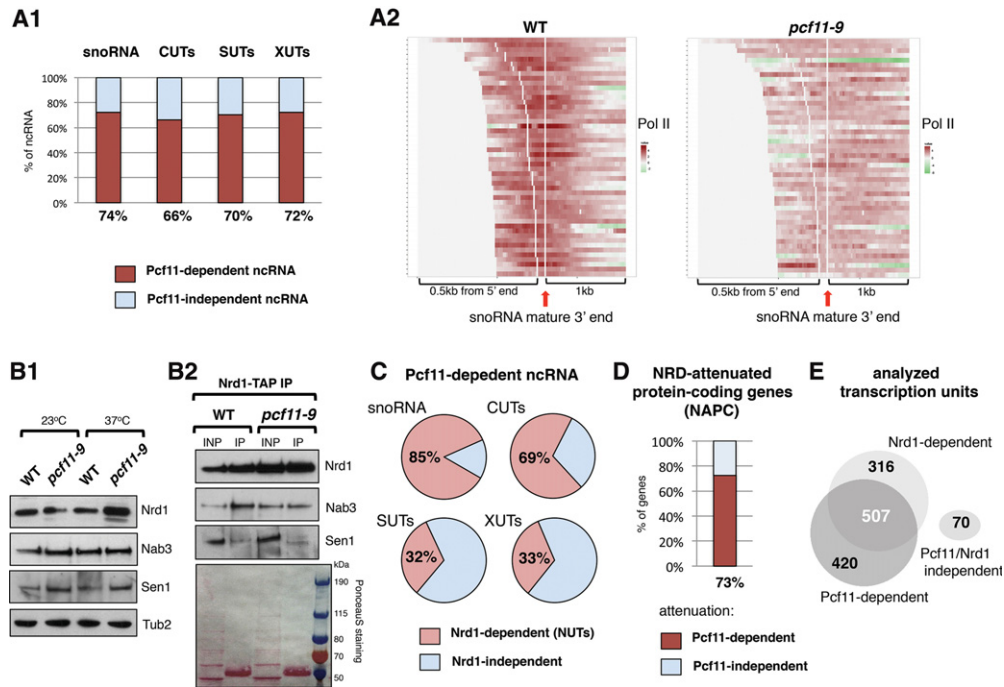 A1
snoRNA CUTs SUTs XUTs
% of ncRNA
100%
80%
60%
40%
20%
0%
74% 66% 70% 72%
Pcf11-dependent ncRNA
Pcf11-independent ncRNA
A2
WT
pcf11-9
Pol II
Pol II
0.5kb from 5' end
1kb
snoRNA mature 3' end
0.5kb from 5' end
1kb
snoRNA mature 3' end
B1
23°C 37°C
WT pcf11-9 WT pcf11-9
Nrd1
Nab3
Sen1
Tub2
B2
Nrd1-TAP IP
WT pcf11-9
INP IP INP IP
Nrd1
Nab3
Sen1
kDa
190
115
80
70
50
PonceauS staining
C
Pcf11-depedent ncRNA
snoRNA CUTs
85% 69%
SUTs XUTs
32% 33%
Nrd1-dependent (NUTs)
Nrd1-independent
D
NRD-attenuated
protein-coding genes
(NAPC)
% of genes
100%
80%
60%
40%
20%
0%
73%
attenuation:
Pcf11-dependent
Pcf11-independent
E
analyzed
transcription units
Nrd1-dependent
316
507
70
Pcf11/Nrd1
independent
420
Pcf11-dependent